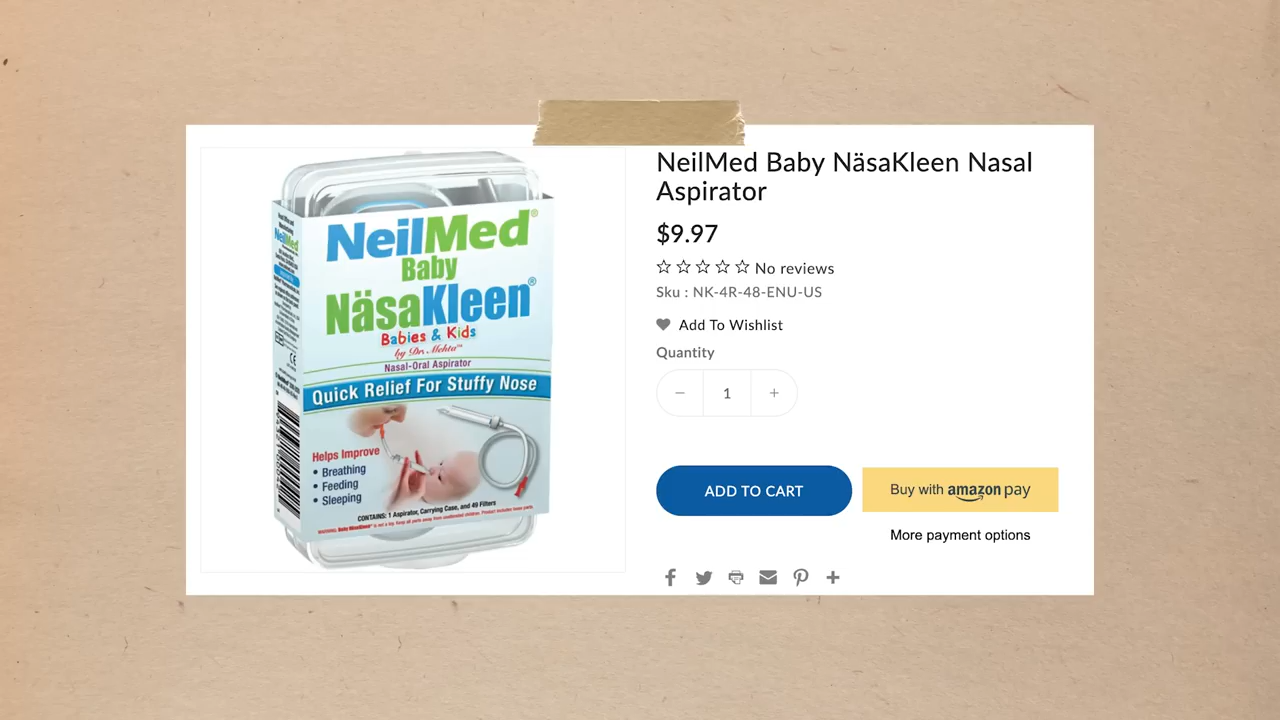 NeilMed®
Baby
NäsaKleen®
Babies & Kids
by Dr. Mehta™
Nasal-Oral Aspirator
Quick Relief For Stuffy Nose
Helps Improve
• Breathing
• Feeding
• Sleeping
CONTAINS: 1 Aspirator, Carrying Case, and 49 Filters
NeilMed
NeilMed Baby NäsaKleen Nasal
Aspirator
$9.97
No reviews
Sku : NK-4R-48-ENU-US
Add To Wishlist
Quantity
− 1 +
ADD TO CART
Buy with amazon pay
More payment options